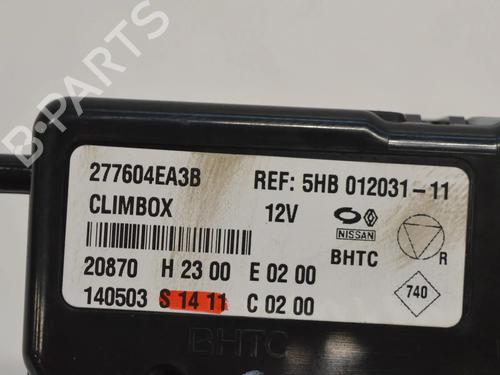 B-PARTS
277604EA3B REF: 5HB 012031-11
CLIMBOX 12V
NISSAN
BHTC
R
20870 H 23 00 E 02 00
740
140503 S 14 11 C 02 00
BHTC